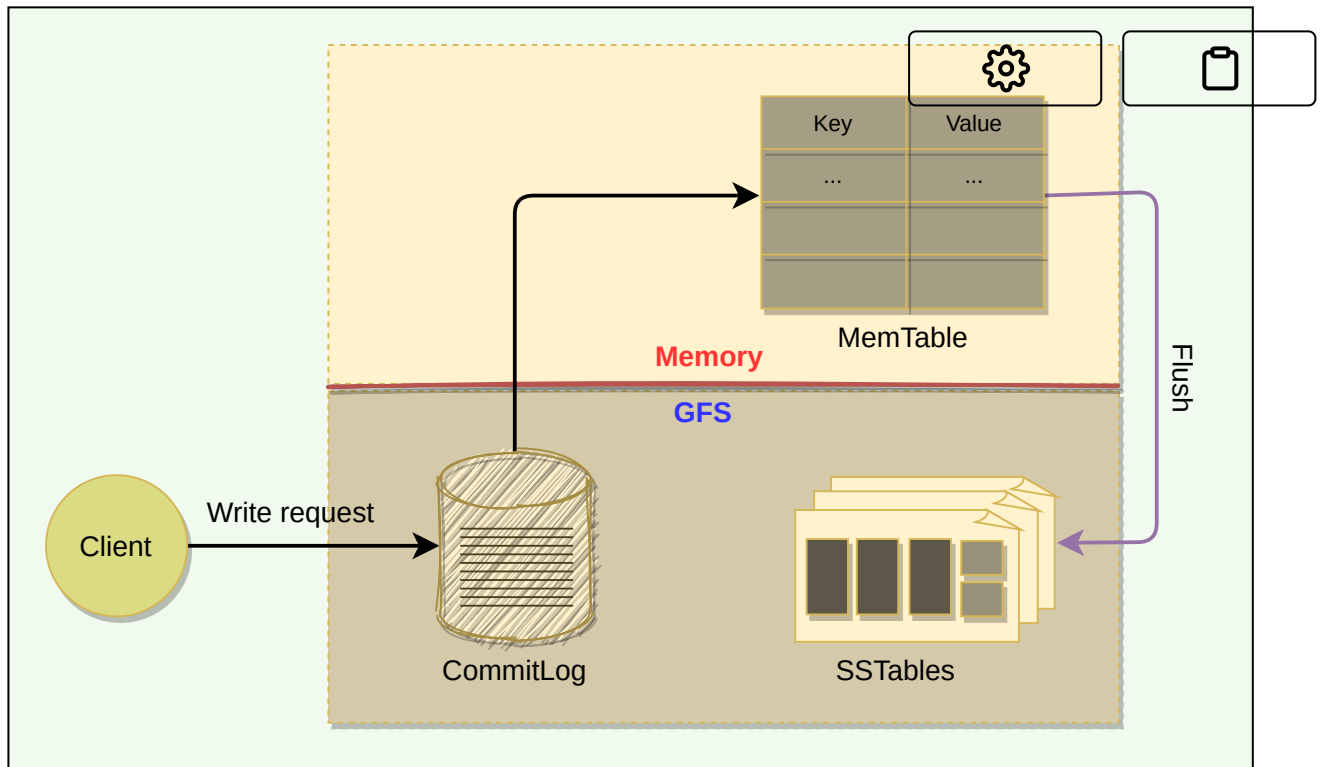 Key
Value
...
...
MemTable
Memory
Flush
GFS
Write request
Client
CommitLog
SSTables